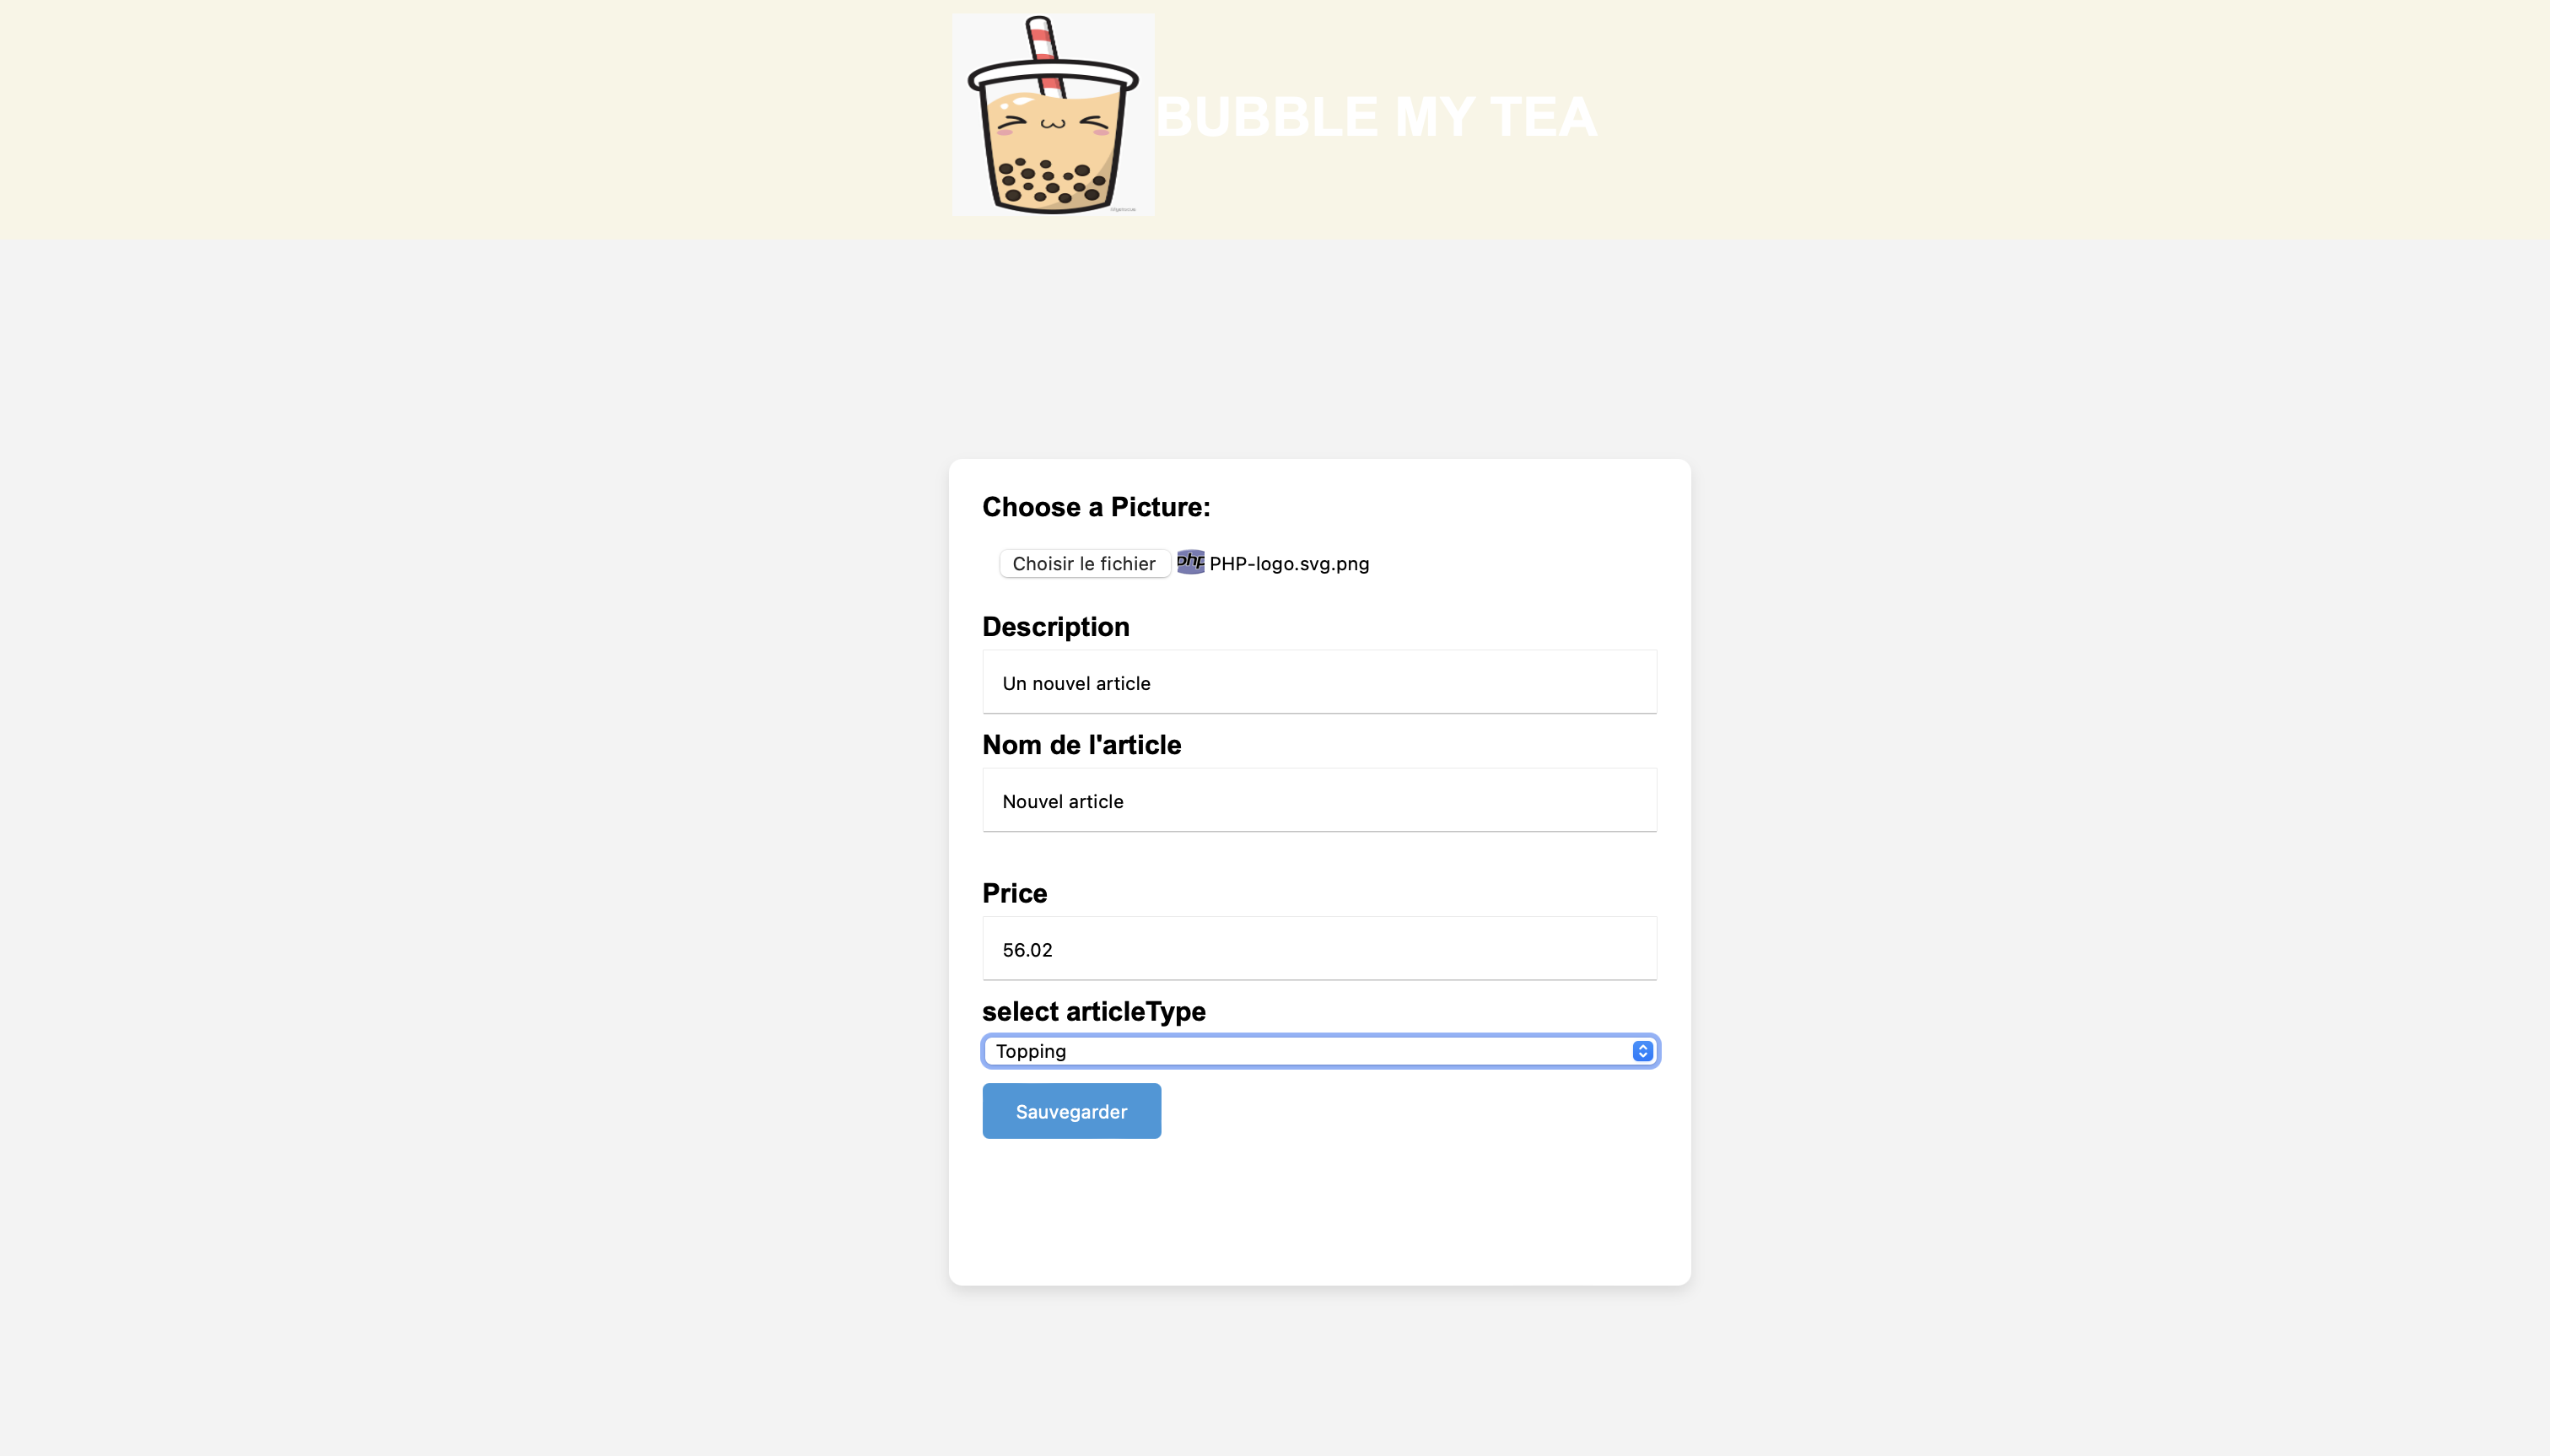 BUBBLE MY TEA
Choose a Picture:
Choisir le fichier php PHP-logo.svg.png
Description
Un nouvel article
Nom de l'article
Nouvel article
Price
56.02
select articleType
Topping
Sauvegarder